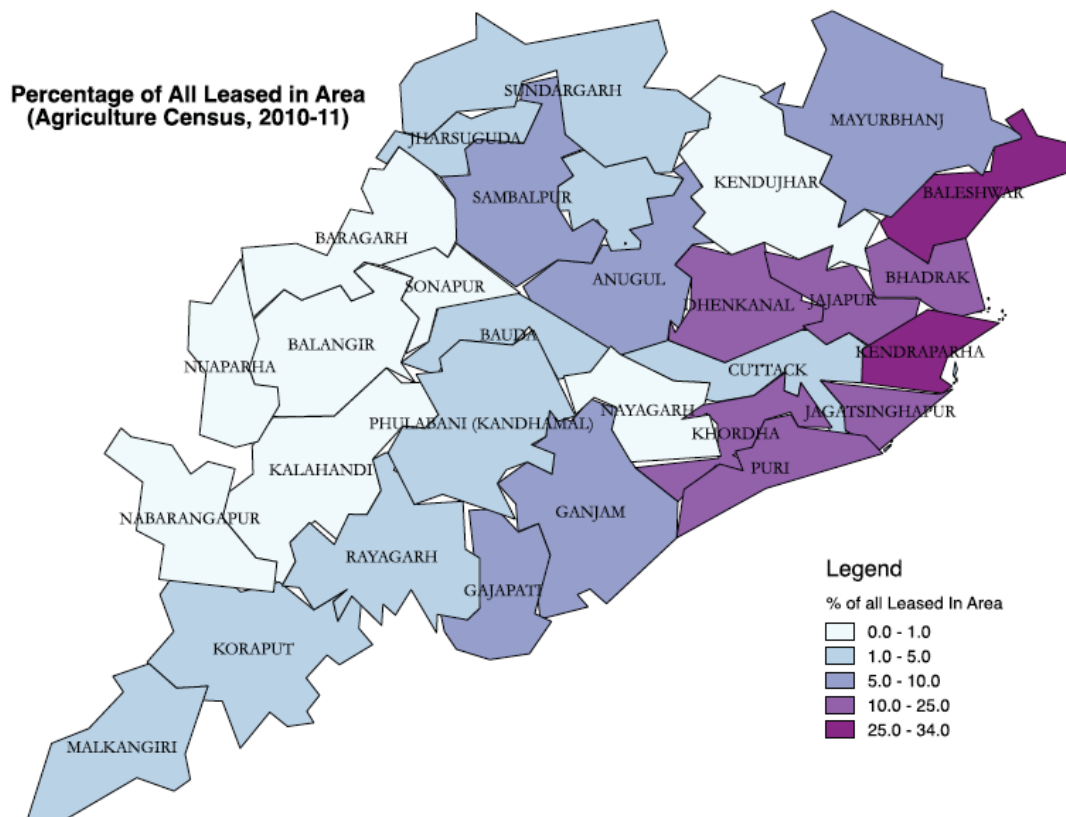 Percentage of All Leased in Area
(Agriculture Census, 2010-11)
SUNDARGARH
MAYURBHANJ
JHARSUGUDA
KENDUJHAR
BALESHWAR
SAMBALPUR
BARAGARH
BHADRAK
ANUGUL
SONAPUR
DHENKANAL
JAJAPUR
BAUDA
BALANGIR
KENDRAPARHA
NUAPARHA
CUTTACK
NAYAGARH
JAGATSINGHAPUR
PHULABANI (KANDHAMAL)
KHORDHA
KALAHANDI
PURI
GANJAM
NABARANGAPUR
RAYAGARH
GAJAPATI
KORAPUT
MALKANGIRI
Legend
% of all Leased In Area
0.0 - 1.0
1.0 - 5.0
5.0 - 10.0
10.0 - 25.0
25.0 - 34.0